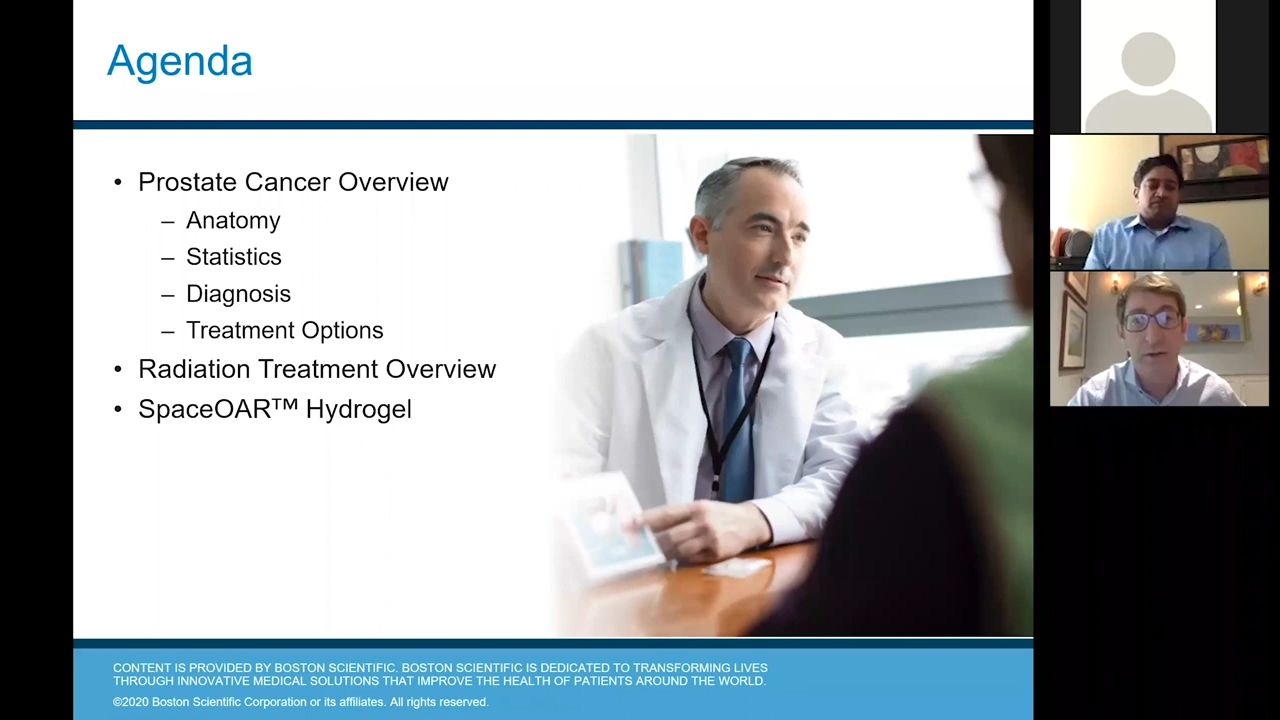 Agenda
• Prostate Cancer Overview
– Anatomy
– Statistics
– Diagnosis
– Treatment Options
• Radiation Treatment Overview
• SpaceOAR™ Hydrogel
CONTENT IS PROVIDED BY BOSTON SCIENTIFIC. BOSTON SCIENTIFIC IS DEDICATED TO TRANSFORMING LIVES
THROUGH INNOVATIVE MEDICAL SOLUTIONS THAT IMPROVE THE HEALTH OF PATIENTS AROUND THE WORLD.
©2020 Boston Scientific Corporation or its affiliates. All rights reserved.